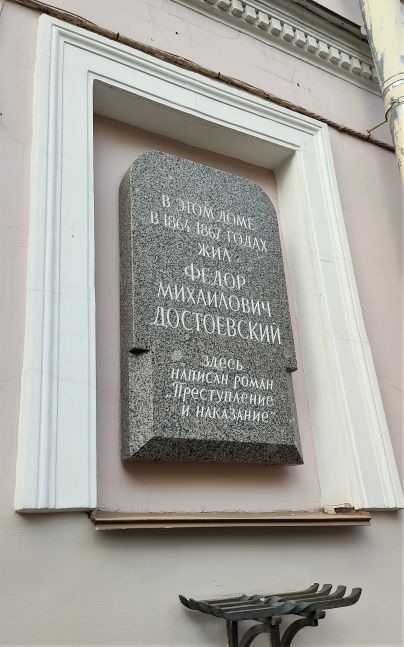 В ЭТОМ ДОМЕ
В 1864-1867 ГОДАХ
ЖИЛ
ФЕДОР
МИХАЙЛОВИЧ
ДОСТОЕВСКИЙ
ЗДЕСЬ
НАПИСАН РОМАН
„Преступление
и наказание“